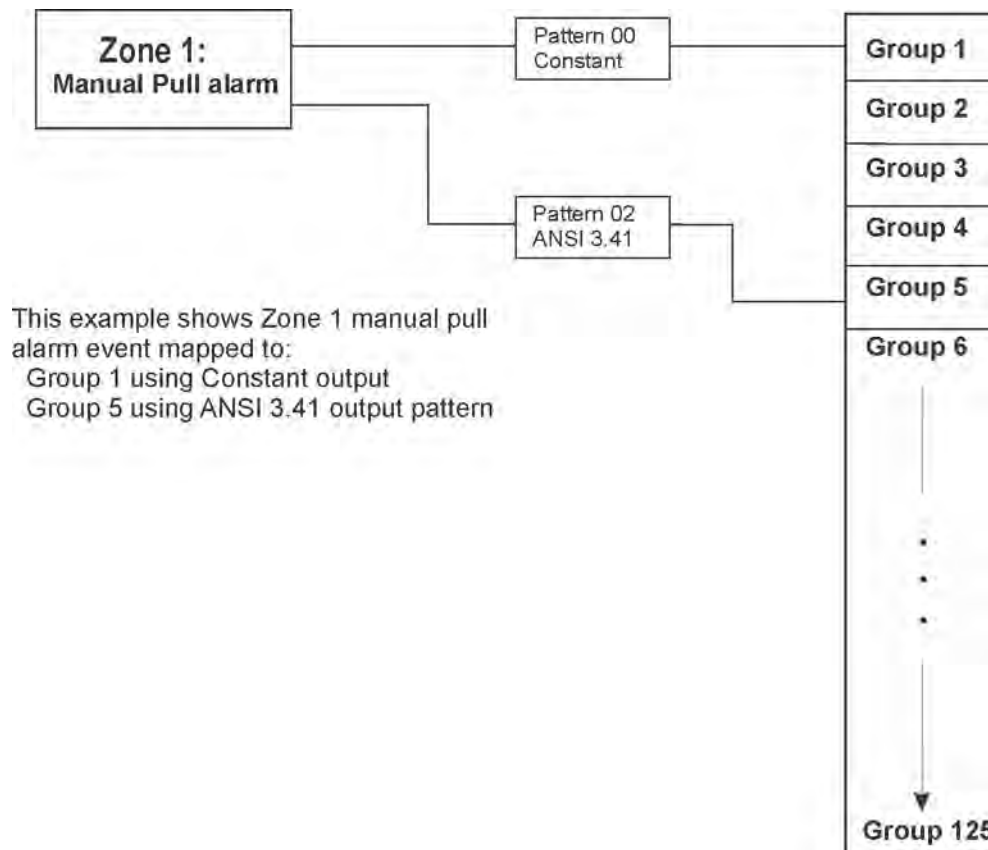 Zone 1:
Manual Pull alarm
Pattern 00
Constant
Pattern 02
ANSI 3.41
Group 1
Group 2
Group 3
Group 4
Group 5
Group 6
Group 125
This example shows Zone 1 manual pull
alarm event mapped to:
Group 1 using Constant output
Group 5 using ANSI 3.41 output pattern